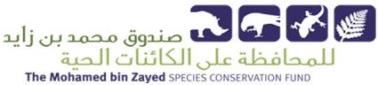 صندوق محمد بن زايد
للمحافظة على الكائنات الحية
The Mohamed bin Zayed SPECIES CONSERVATION FUND